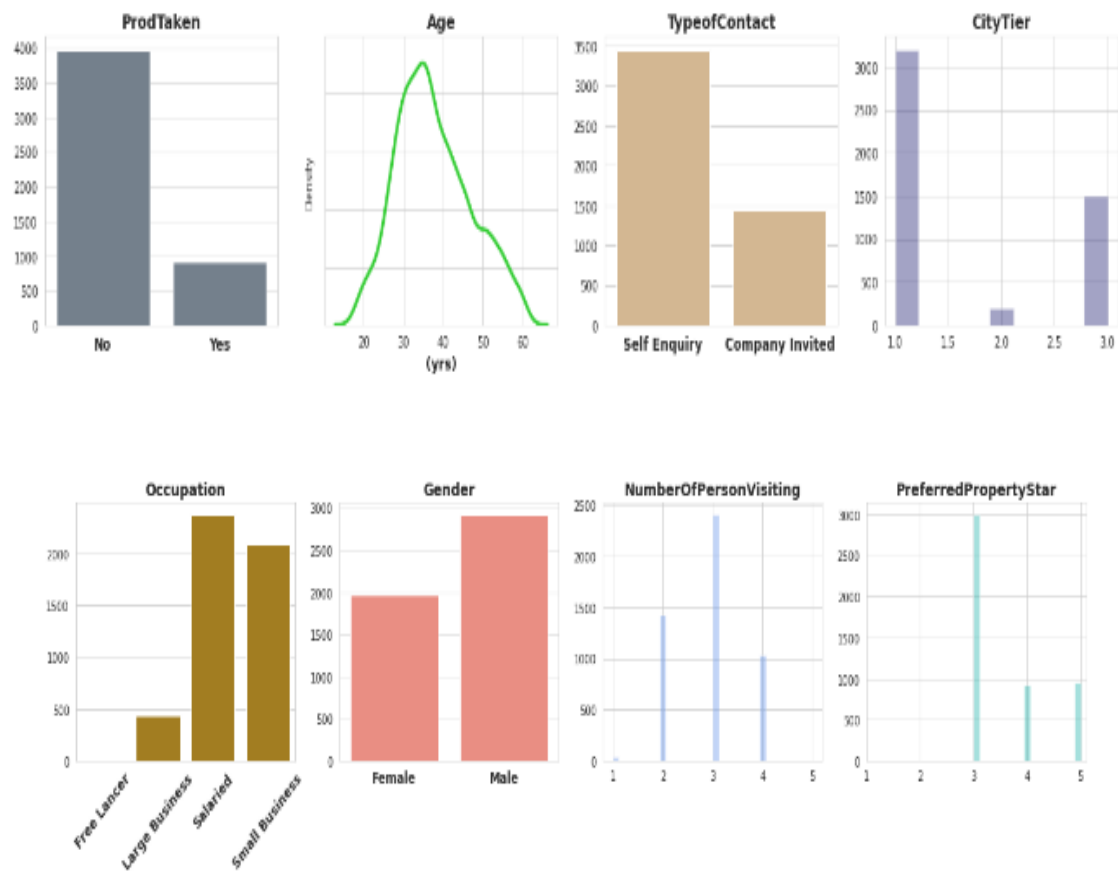 ProdTaken
4000
3500
3000
2500
2000
1500
1000
500
0
No Yes
Age
Density
20 30 40 50 60
(yrs)
TypeofContact
3500
3000
2500
2000
1500
1000
500
0
Self Enquiry Company Invited
CityTier
3000
2500
2000
1500
1000
500
0
1.0 1.5 2.0 2.5 3.0
Occupation
2000
1500
1000
500
0
Free Lancer
Large Business
Salaried
Small Business
Gender
3000
2500
2000
1500
1000
500
0
Female Male
NumberOfPersonVisiting
2500
2000
1500
1000
500
0
1 2 3 4 5
PreferredPropertyStar
3000
2500
2000
1500
1000
500
0
1 2 3 4 5